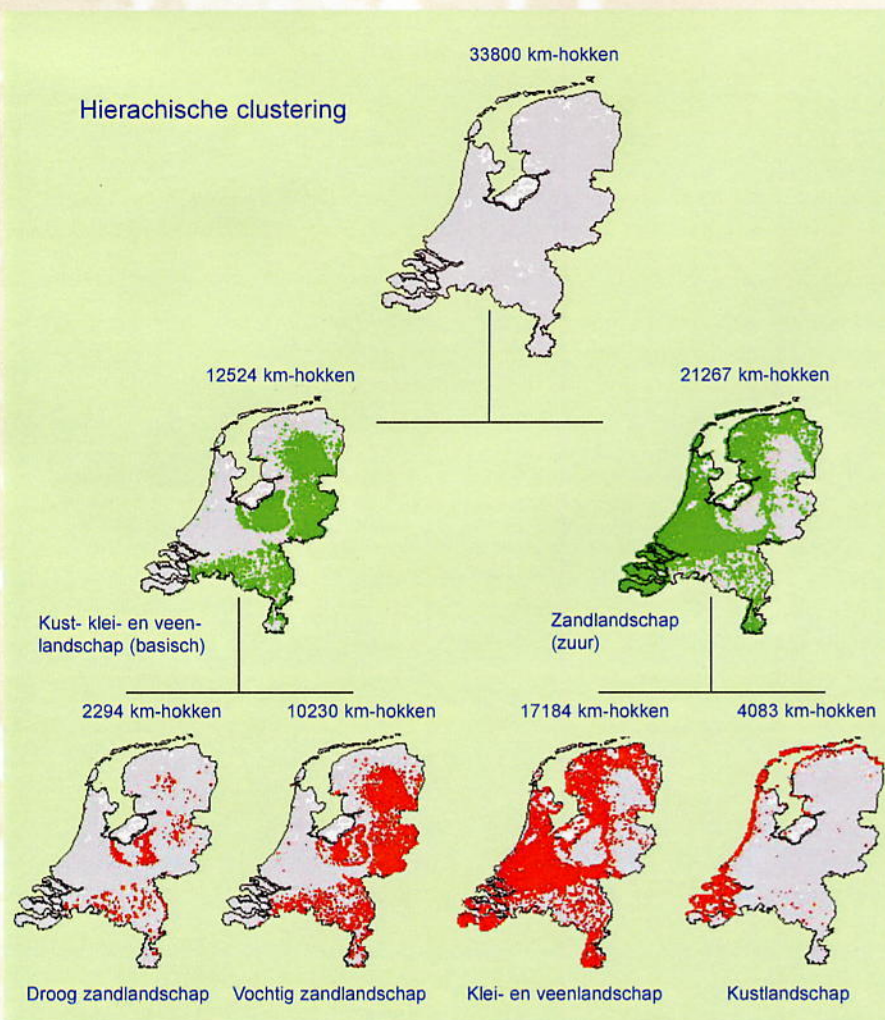 33800 km-hokken
Hierachische clustering
12524 km-hokken
21267 km-hokken
Kust- klei- en veen-
landschap (basisch)
Zandlandschap
(zuur)
2294 km-hokken
10230 km-hokken
17184 km-hokken
4083 km-hokken
Droog zandlandschap
Vochtig zandlandschap
Klei- en veenlandschap
Kustlandschap